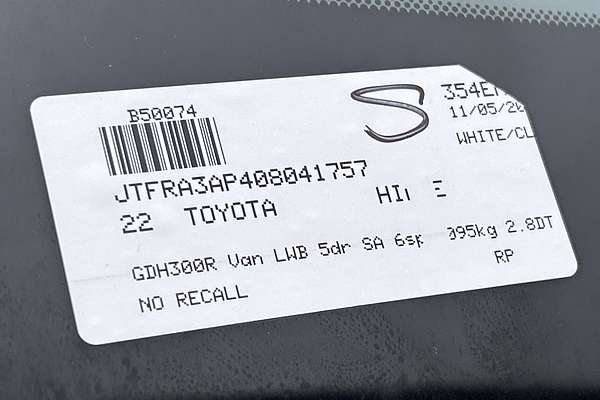 B50074
S
354E
11/05/20
WHITE/CL
JTFRA3AP408041757
22 TOYOTA
GDH300R Van LWB 5dr SA 6sp 2.8DT
RP
NO RECALL